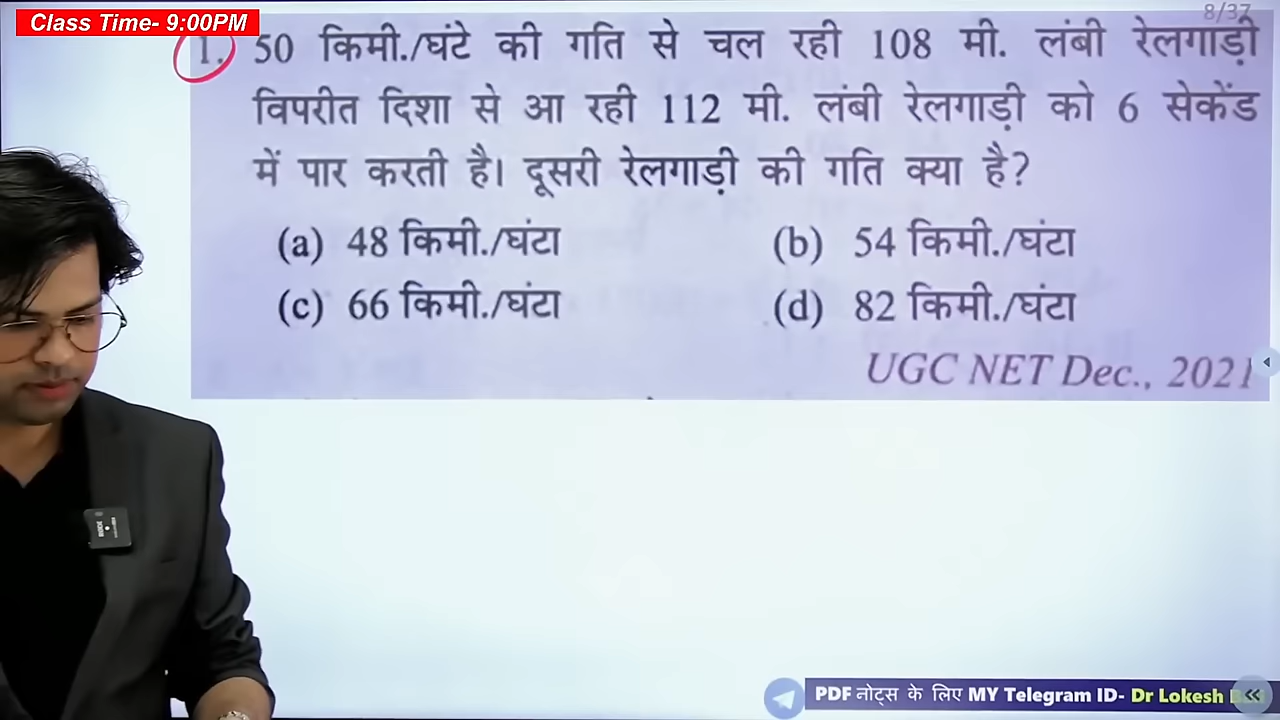 Class Time- 9:00PM
8/37
1. 50 किमी./घंटे की गति से चल रही 108 मी. लंबी रेलगाड़ी
विपरीत दिशा से आ रही 112 मी. लंबी रेलगाड़ी को 6 सेकेंड
में पार करती है। दूसरी रेलगाड़ी की गति क्या है?
(a) 48 किमी./घंटा (b) 54 किमी./घंटा
(c) 66 किमी./घंटा (d) 82 किमी./घंटा
UGC NET Dec., 2021
PDF नोट्स के लिए MY Telegram ID- Dr Lokesh